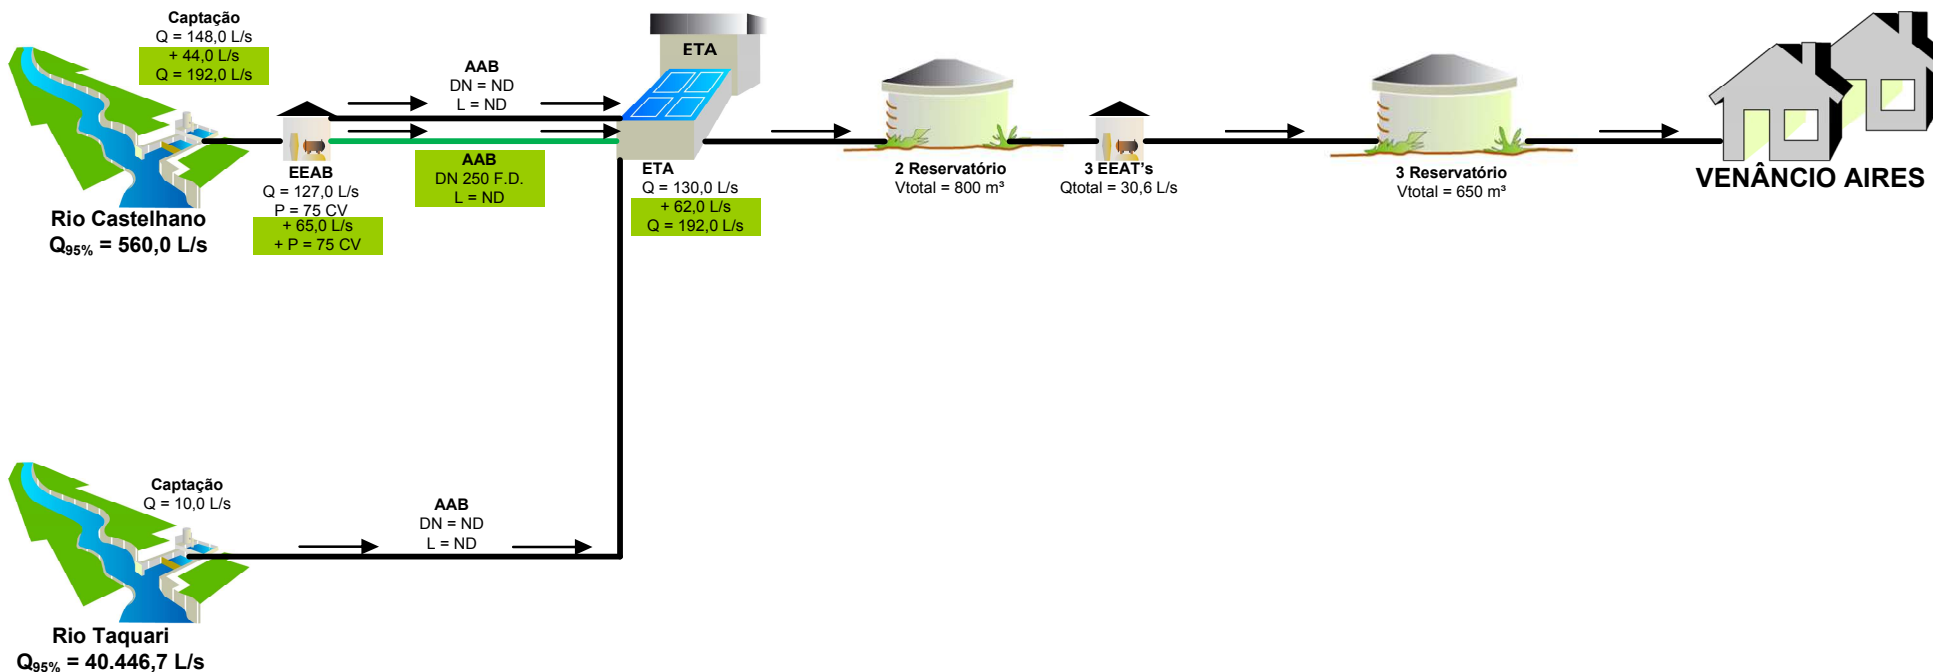 Captação
Q = 148,0 L/s
+ 44,0 L/s
Q = 192,0 L/s
Rio Castelhano
Q95% = 560,0 L/s
EEAB
Q = 127,0 L/s
P = 75 CV
+ 65,0 L/s
+ P = 75 CV
AAB
DN = ND
L = ND
AAB
DN 250 F.D.
L = ND
ETA
ETA
Q = 130,0 L/s
+ 62,0 L/s
Q = 192,0 L/s
2 Reservatório
Vtotal = 800 m³
3 EEAT's
Qtotal = 30,6 L/s
3 Reservatório
Vtotal = 650 m³
VENÂNCIO AIRES
Captação
Q = 10,0 L/s
AAB
DN = ND
L = ND
Rio Taquari
Q95% = 40.446,7 L/s